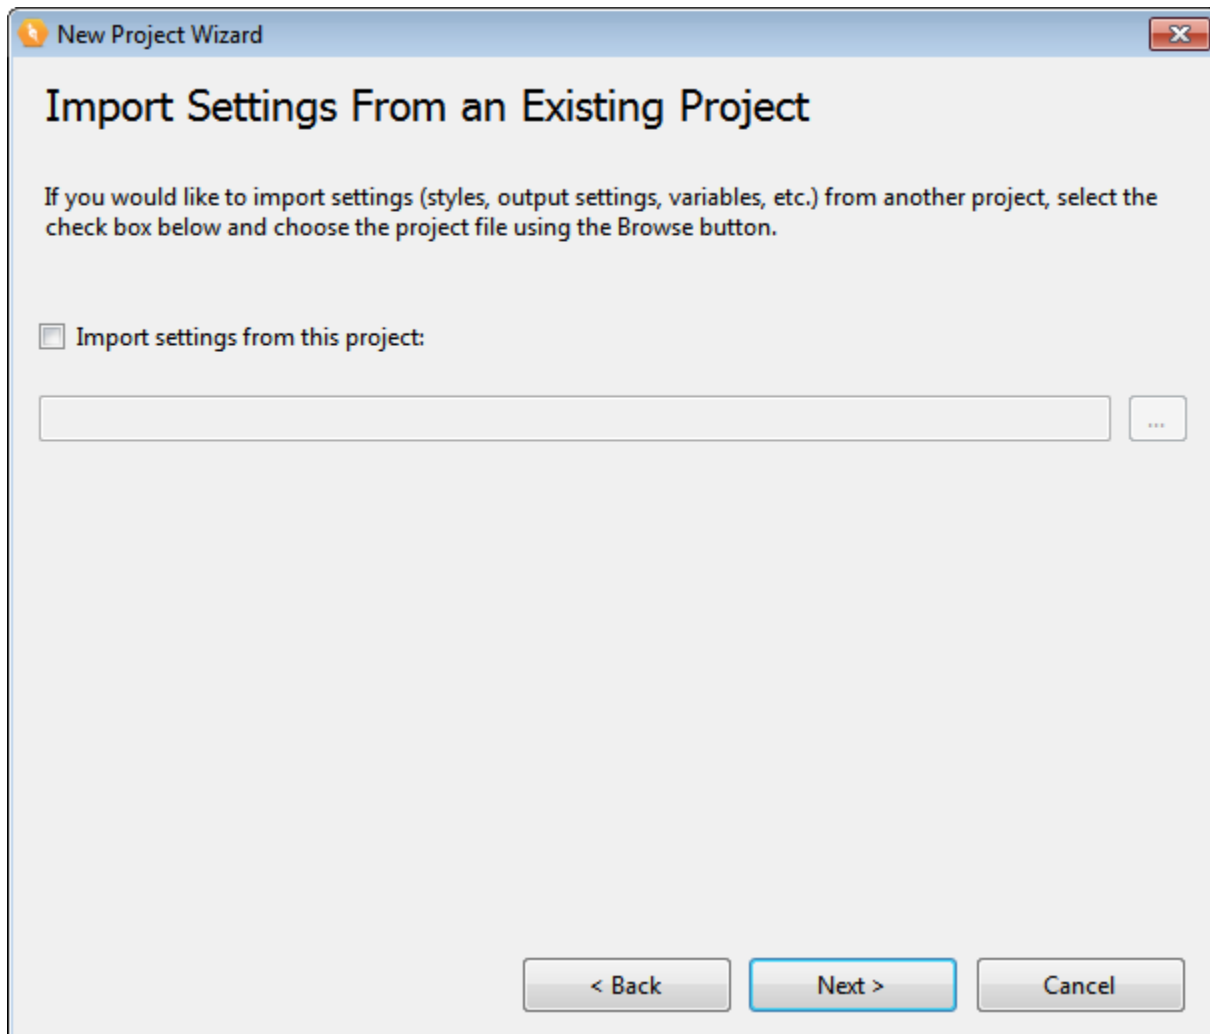 New Project Wizard
Import Settings From an Existing Project
If you would like to import settings (styles, output settings, variables, etc.) from another project, select the
check box below and choose the project file using the Browse button.
Import settings from this project:
...
< Back Next > Cancel